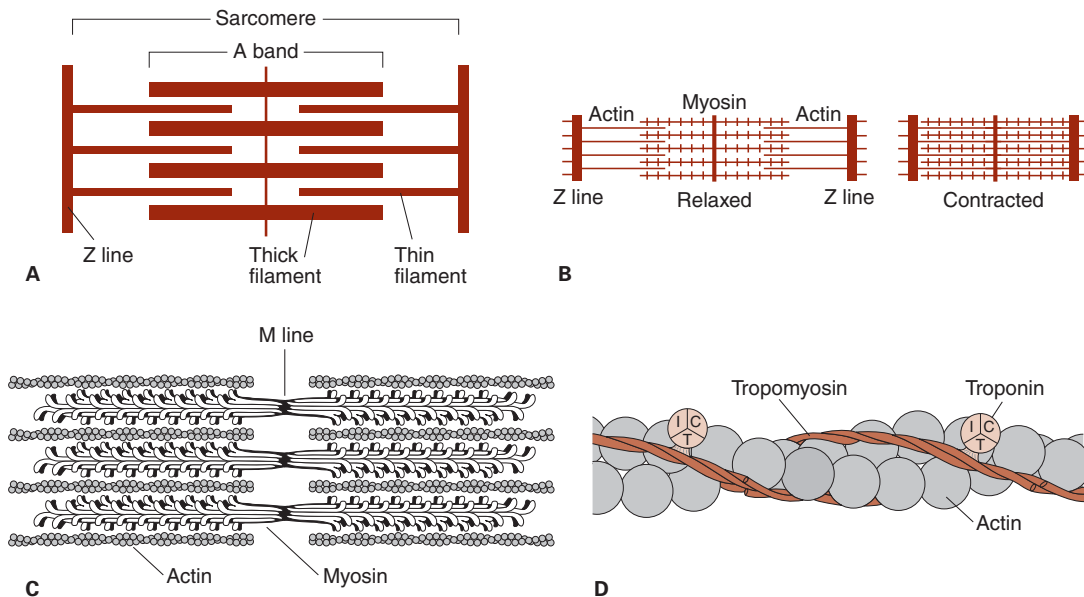 Sarcomere
A band
Z line
Thick
filament
Thin
filament
A
Actin
Myosin
Actin
Z line
Relaxed
Z line
Contracted
B
M line
Actin
Myosin
C
Tropomyosin
Troponin
I C
T
I C
T
Actin
D